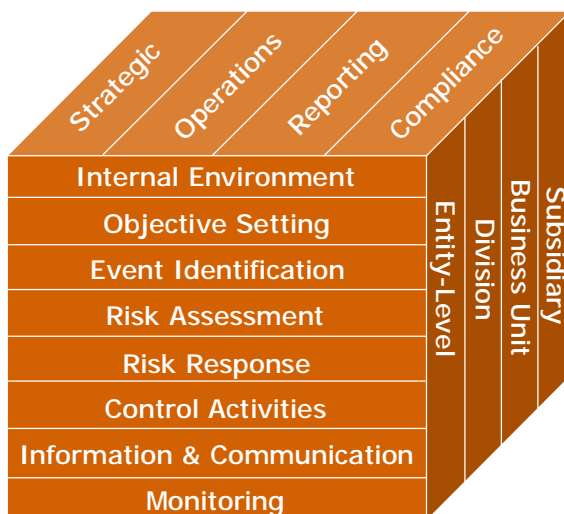 Strategic
Operations
Reporting
Compliance
Internal Environment
Objective Setting
Event Identification
Risk Assessment
Risk Response
Control Activities
Information & Communication
Monitoring
Entity-Level
Division
Business Unit
Subsidiary